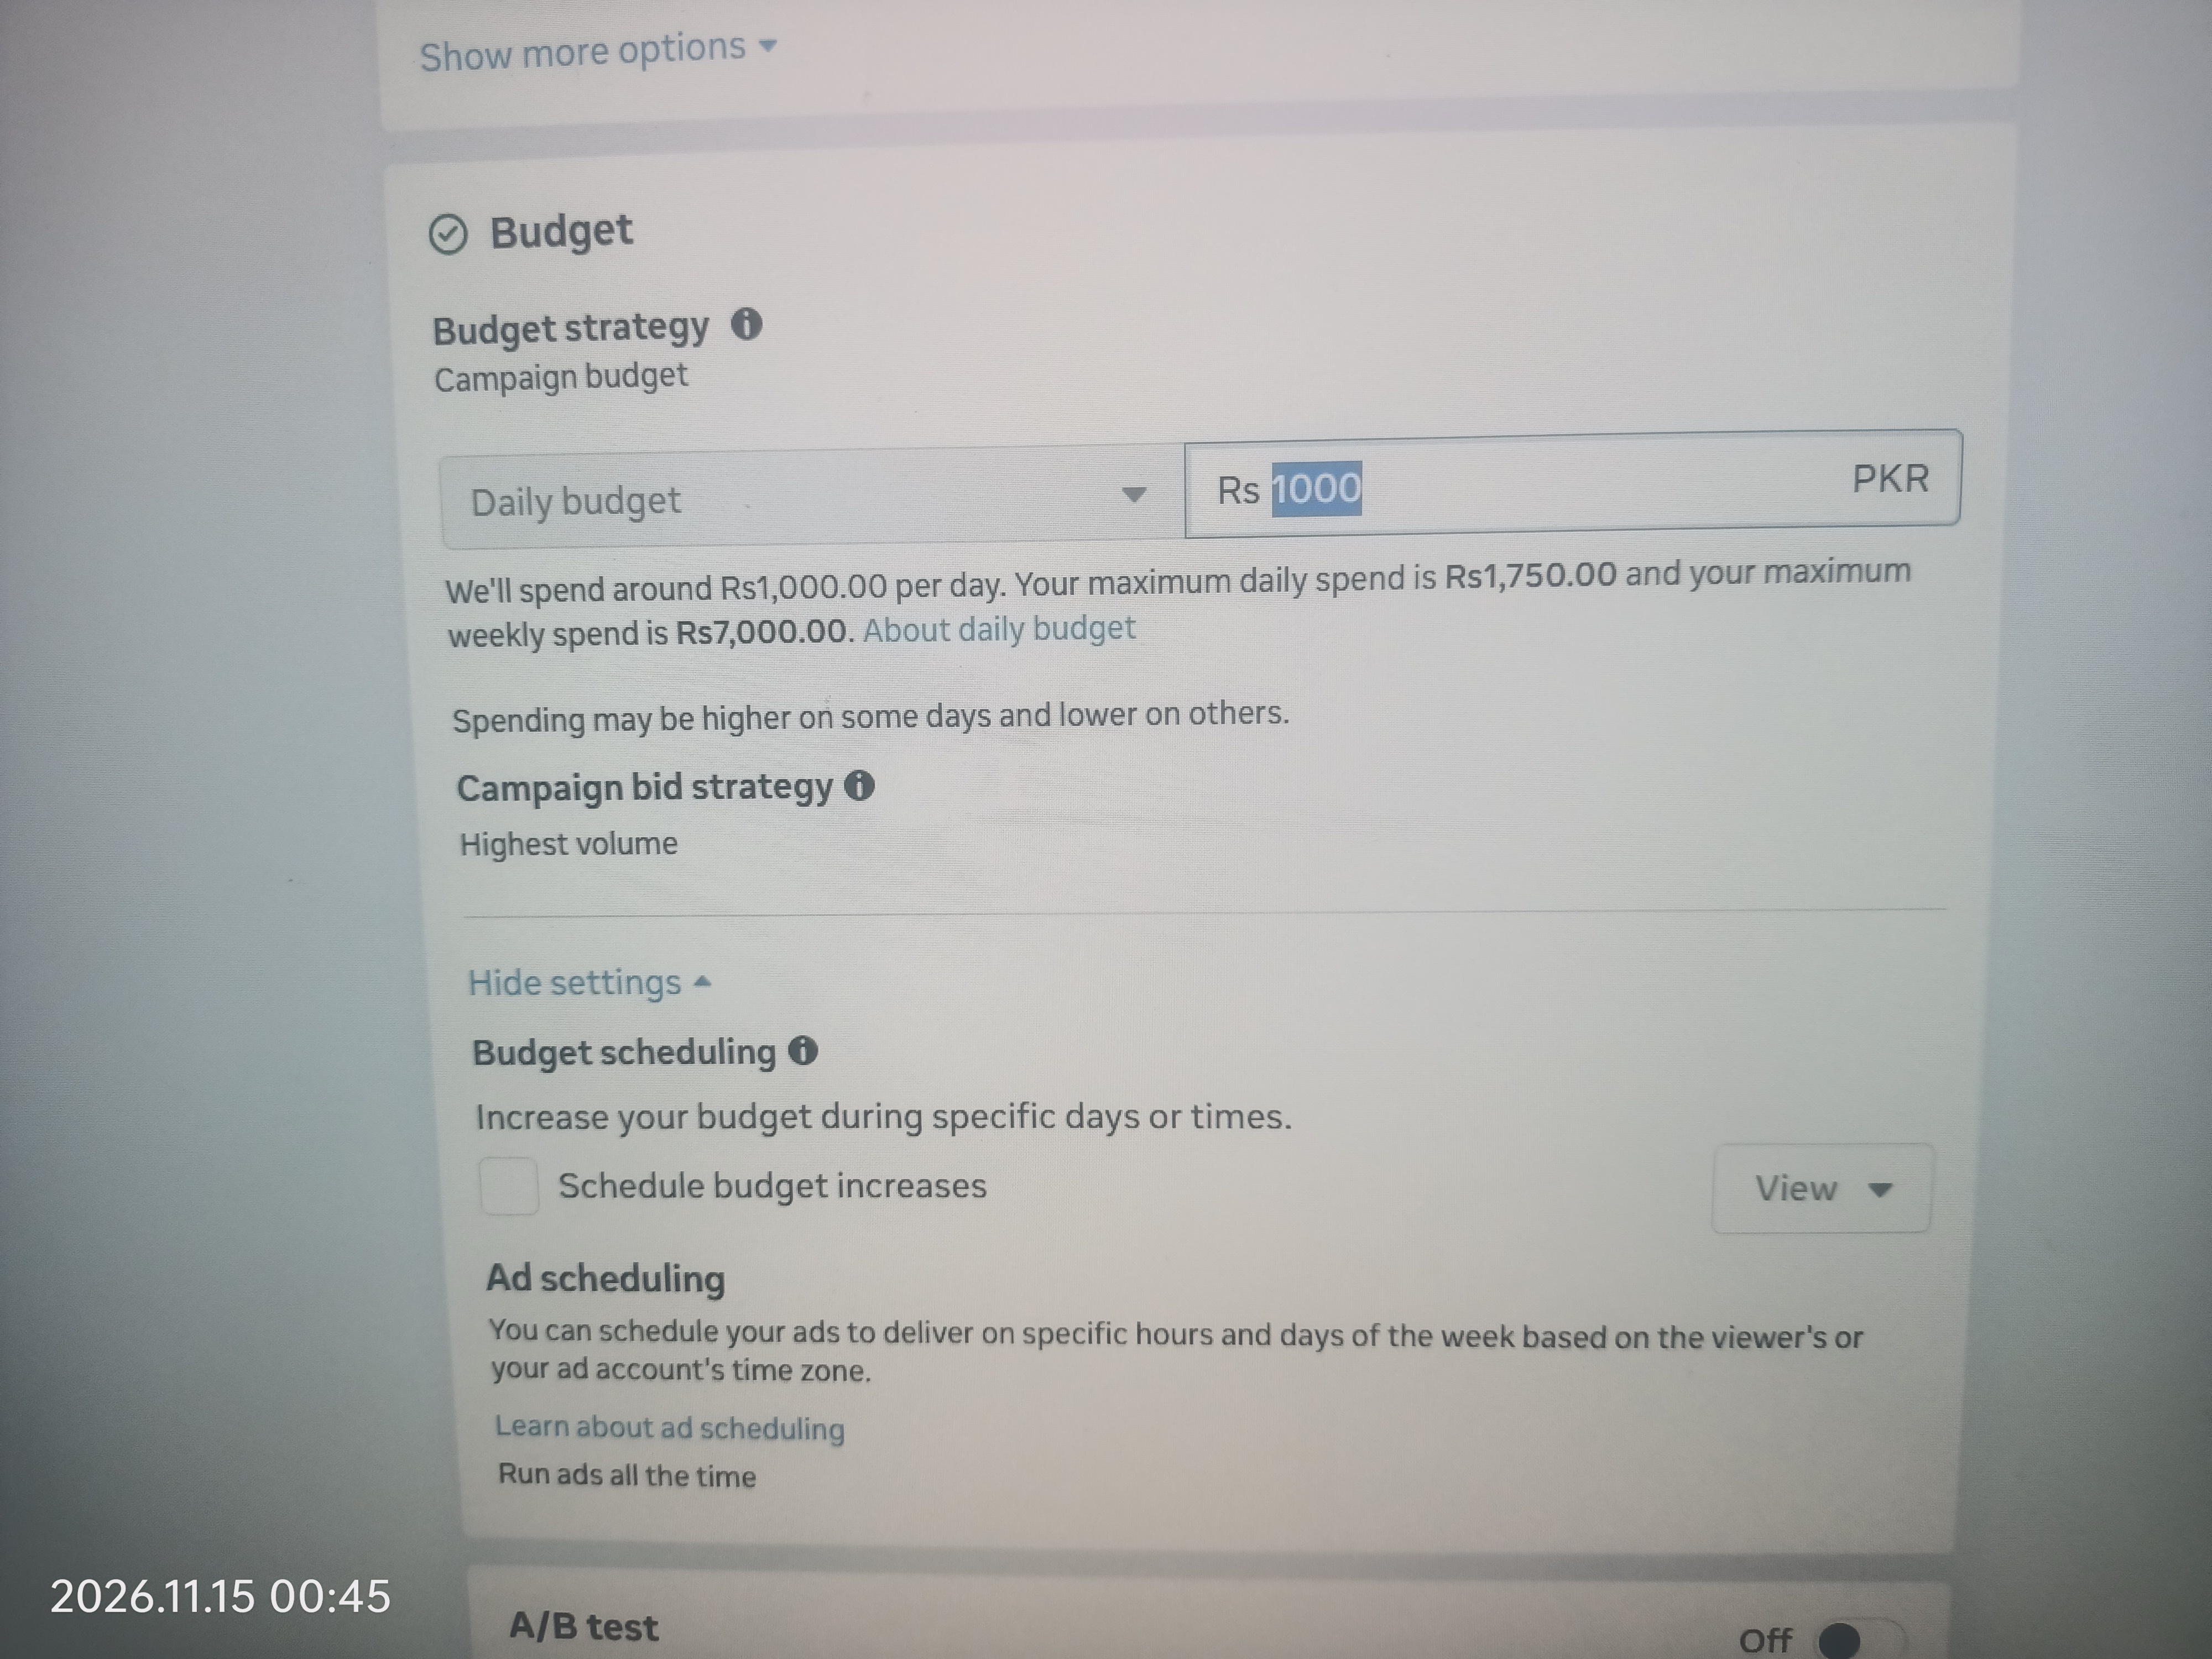 Show more options
Budget
Budget strategy
Campaign budget
Daily budget
Rs 1000
PKR
We'll spend around Rs1,000.00 per day. Your maximum daily spend is Rs1,750.00 and your maximum
weekly spend is Rs7,000.00. About daily budget
Spending may be higher on some days and lower on others.
Campaign bid strategy
Highest volume
Hide settings
Budget scheduling
Increase your budget during specific days or times.
Schedule budget increases
View
Ad scheduling
You can schedule your ads to deliver on specific hours and days of the week based on the viewer's or
your ad account's time zone.
Learn about ad scheduling
Run ads all the time
A/B test
Off
2026.11.15 00:45